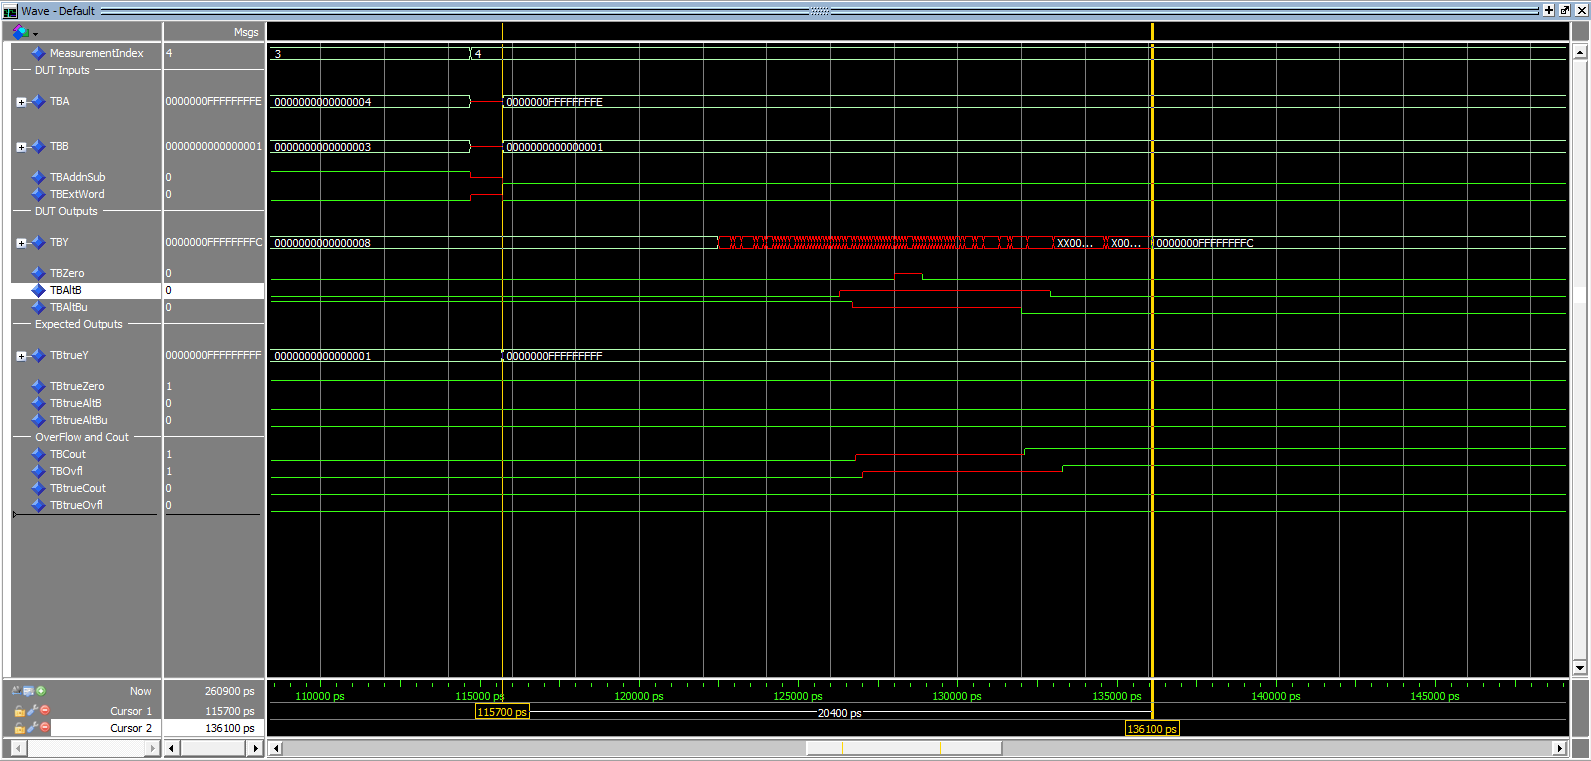 Wave - Default
Msgs
MeasurementIndex 4 3 4
DUT Inputs
TBA 0000000FFFFFFFFE 0000000000000004 0000000FFFFFFFFE
TBB 0000000000000001 0000000000000003 0000000000000001
TBAddnSub 0
TBExtWord 0
DUT Outputs
TBY 0000000FFFFFFFFC 0000000000000008 XX00... X00... 0000000FFFFFFFFC
TBZero 0
TBAltB 0
TBAltBu 0
Expected Outputs
TBtrueY 0000000FFFFFFFFF 0000000000000001 0000000FFFFFFFFF
TBtrueZero 1
TBtrueAltB 0
TBtrueAltBu 0
OverFlow and Cout
TBCout 1
TBOvfl 1
TBtrueCout 0
TBtrueOvfl 0
Now 260900 ps 110000 ps 115000 ps 120000 ps 125000 ps 130000 ps 135000 ps 140000 ps 145000 ps
Cursor 1 115700 ps 115700 ps 20400 ps
Cursor 2 136100 ps 136100 ps